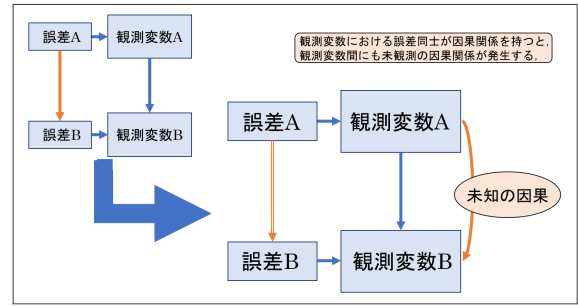 誤差A
観測変数A
観測変数における誤差同士が因果関係を持つと,
観測変数間にも未観測の因果関係が発生する.
誤差B
観測変数B
誤差A
観測変数A
未知の因果
誤差B
観測変数B